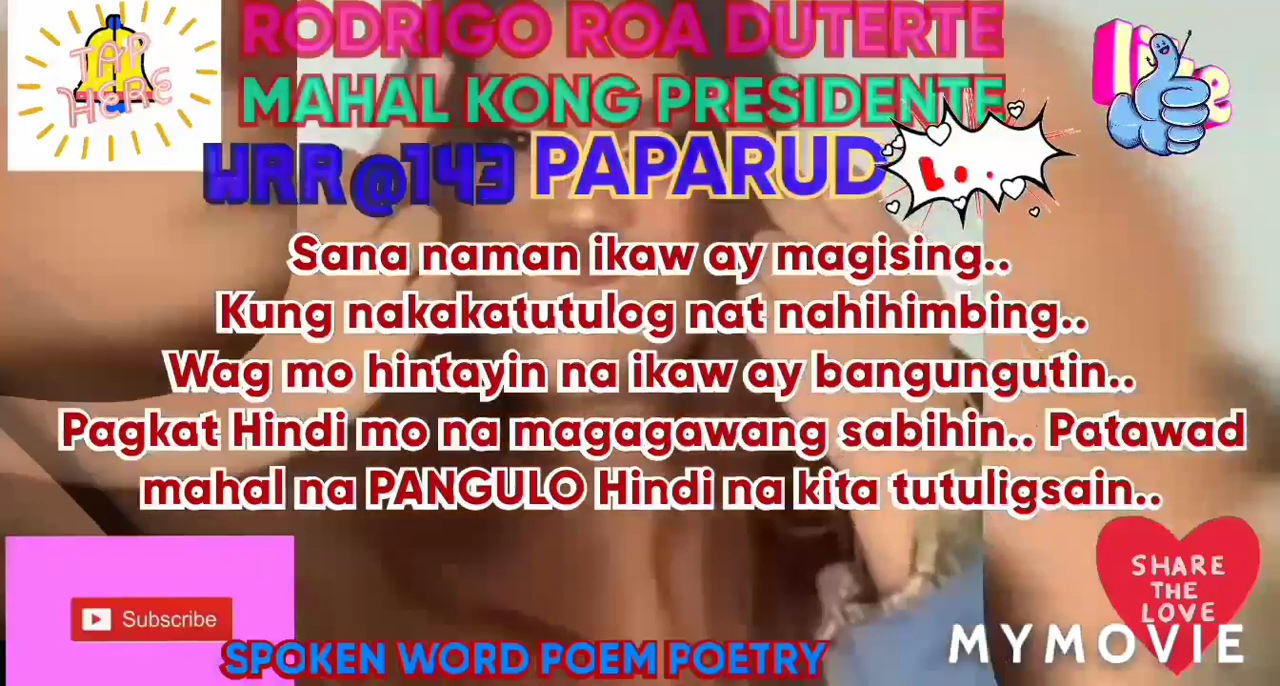 TAP
HERE
RODRIGO ROA DUTERTE
MAHAL KONG PRESIDENTE
WRR@143 PAPARUD
like
Sana naman ikaw ay magising..
Kung nakakatutulog nat nahihimbing..
Wag mo hintayin na ikaw ay bangungutin..
Pagkat Hindi mo na magagawang sabihin.. Patawad
mahal na PANGULO Hindi na kita tutuligsain..
Subscribe
SHARE
THE
LOVE
MYMOVIE
SPOKEN WORD POEM POETRY